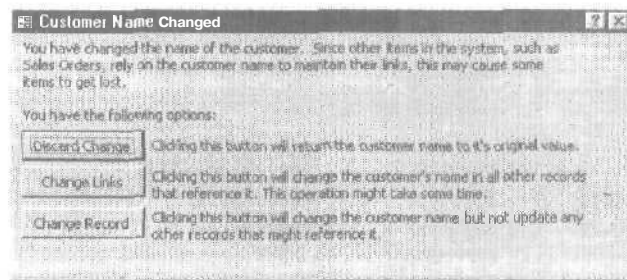 Customer Name Changed
You have changed the name of the customer. Since other items in the system, such as
Sales Orders, rely on the customer name to maintain their links, this may cause some
items to get lost.
You have the following options:
Discard Change Clicking this button will return the customer name to it's original value.
Change Links Clicking this button will change the customer's name in all other records
that reference it. This operation might take some time.
Change Record Clicking this button will change the customer name but not update any
other records that might reference it.